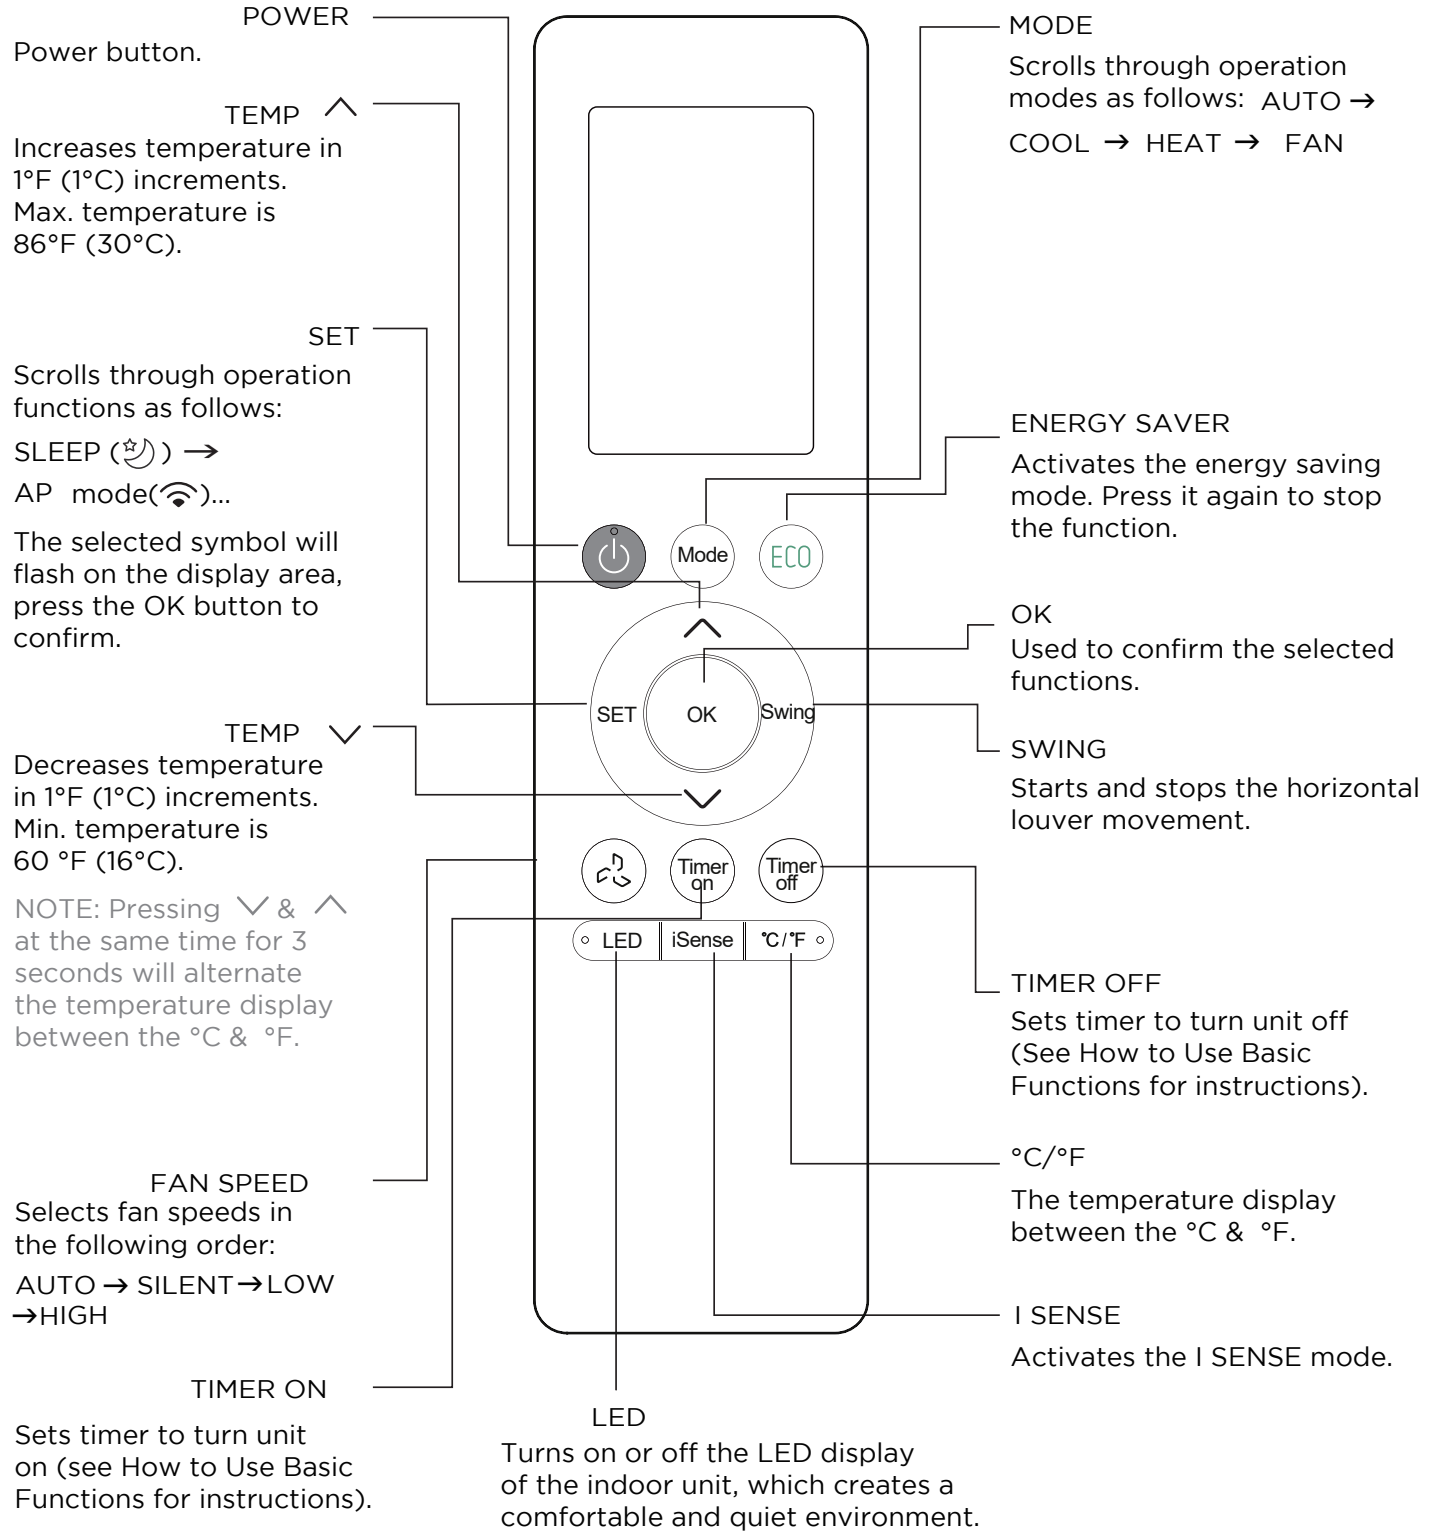 POWER
Power button.
TEMP
Increases temperature in
1°F (1°C) increments.
Max. temperature is
86°F (30°C).
SET
Scrolls through operation
functions as follows:
SLEEP ( ) →
AP mode( )...
The selected symbol will
flash on the display area,
press the OK button to
confirm.
TEMP
Decreases temperature
in 1°F (1°C) increments.
Min. temperature is
60 °F (16°C).
NOTE: Pressing &
at the same time for 3
seconds will alternate
the temperature display
between the °C & °F.
FAN SPEED
Selects fan speeds in
the following order:
AUTO → SILENT → LOW
→ HIGH
TIMER ON
Sets timer to turn unit
on (see How to Use Basic
Functions for instructions).
Mode
ECO
SET
OK
Swing
Timer
on
Timer
off
LED
iSense
°C/°F
LED
Turns on or off the LED display
of the indoor unit, which creates a
comfortable and quiet environment.
MODE
Scrolls through operation
modes as follows: AUTO →
COOL → HEAT → FAN
ENERGY SAVER
Activates the energy saving
mode. Press it again to stop
the function.
OK
Used to confirm the selected
functions.
SWING
Starts and stops the horizontal
louver movement.
TIMER OFF
Sets timer to turn unit off
(See How to Use Basic
Functions for instructions).
°C/°F
The temperature display
between the °C & °F.
I SENSE
Activates the I SENSE mode.